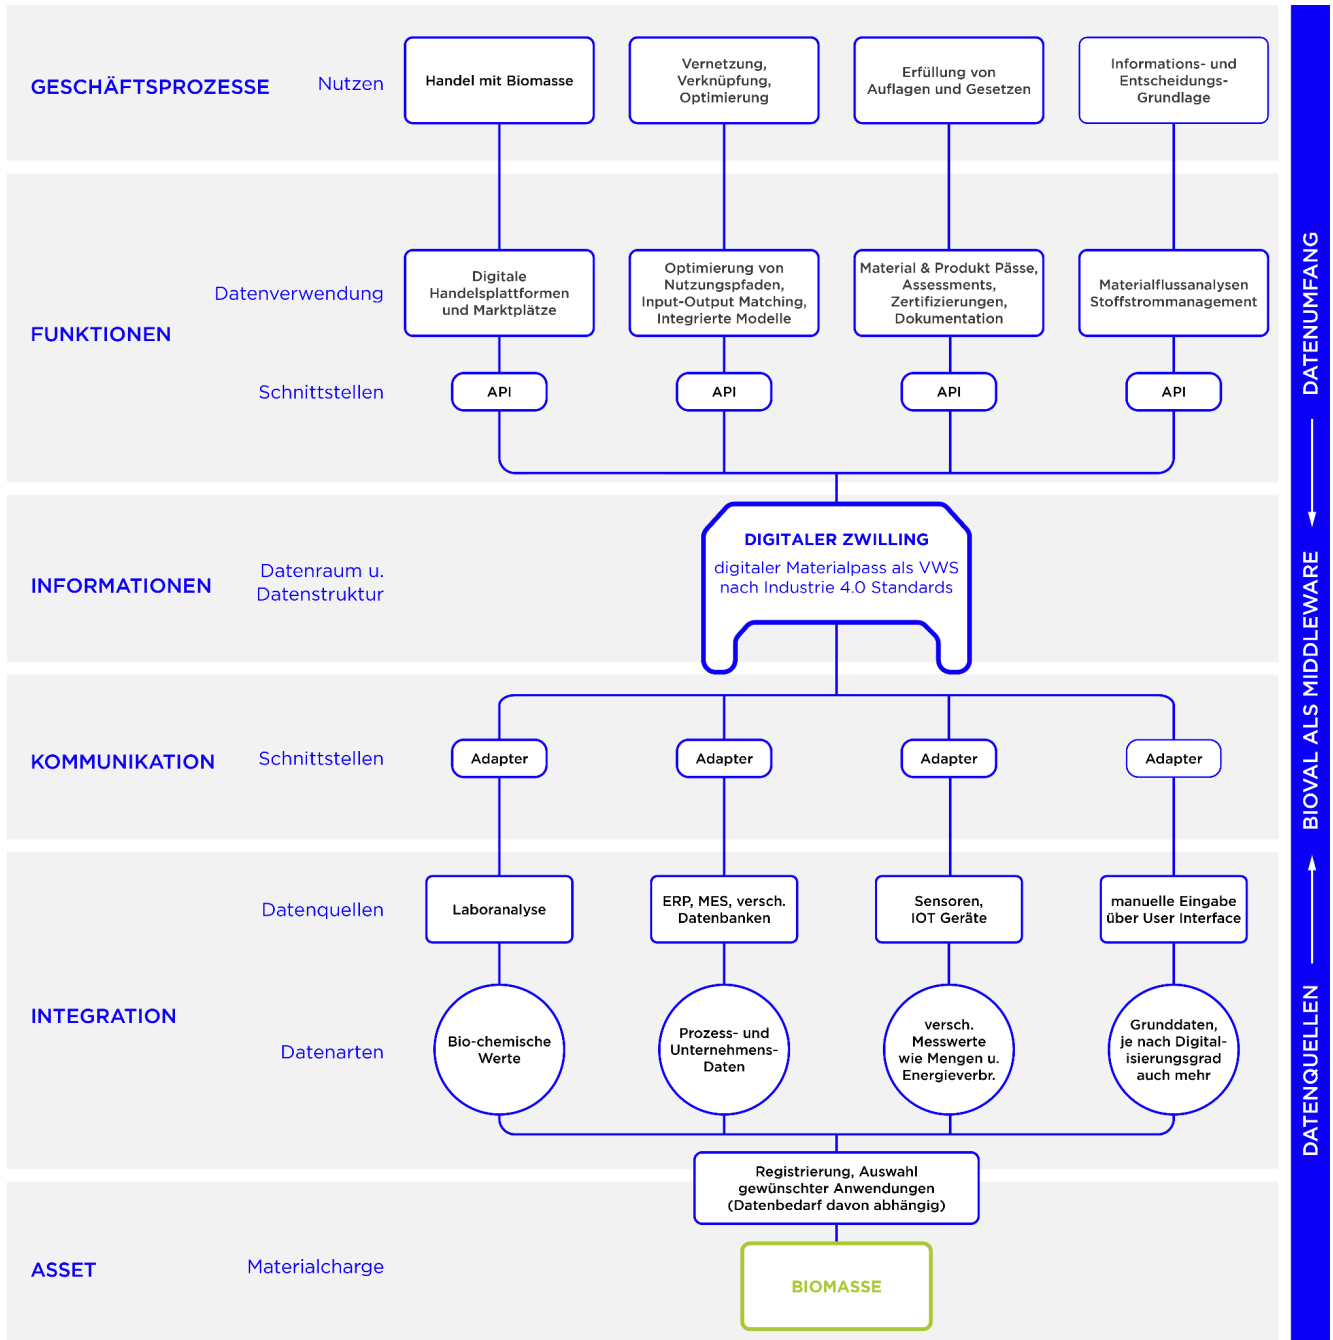 GESCHÄFTSPROZESSE
Nutzen
Handel mit Biomasse
Vernetzung,
Verknüpfung,
Optimierung
Erfüllung von
Auflagen und Gesetzen
Informations- und
Entscheidungs-
Grundlage
FUNKTIONEN
Datenverwendung
Digitale
Handelsplattformen
und Marktplätze
Optimierung von
Nutzungspfaden,
Input-Output Matching,
Integrierte Modelle
Material & Produkt Pässe,
Assessments,
Zertifizierungen,
Dokumentation
Materialflussanalysen
Stoffstrommanagement
Schnittstellen
API
API
API
API
INFORMATIONEN
Datenraum u.
Datenstruktur
DIGITALER ZWILLING
digitaler Materialpass als VWS
nach Industrie 4.0 Standards
KOMMUNIKATION
Schnittstellen
Adapter
Adapter
Adapter
Adapter
INTEGRATION
Datenquellen
Laboranalyse
ERP, MES, versch.
Datenbanken
Sensoren,
IOT Geräte
manuelle Eingabe
über User Interface
Datenarten
Bio-chemische
Werte
Prozess- und
Unternehmens-
Daten
versch.
Messwerte
wie Mengen u.
Energieverbr.
Grunddaten,
je nach Digital-
isierungsgrad
auch mehr
Registrierung, Auswahl
gewünschter Anwendungen
(Datenbedarf davon abhängig)
ASSET
Materialcharge
BIOMASSE
DATENUMFANG
BIOVAL ALS MIDDLEWARE
DATENQUELLEN